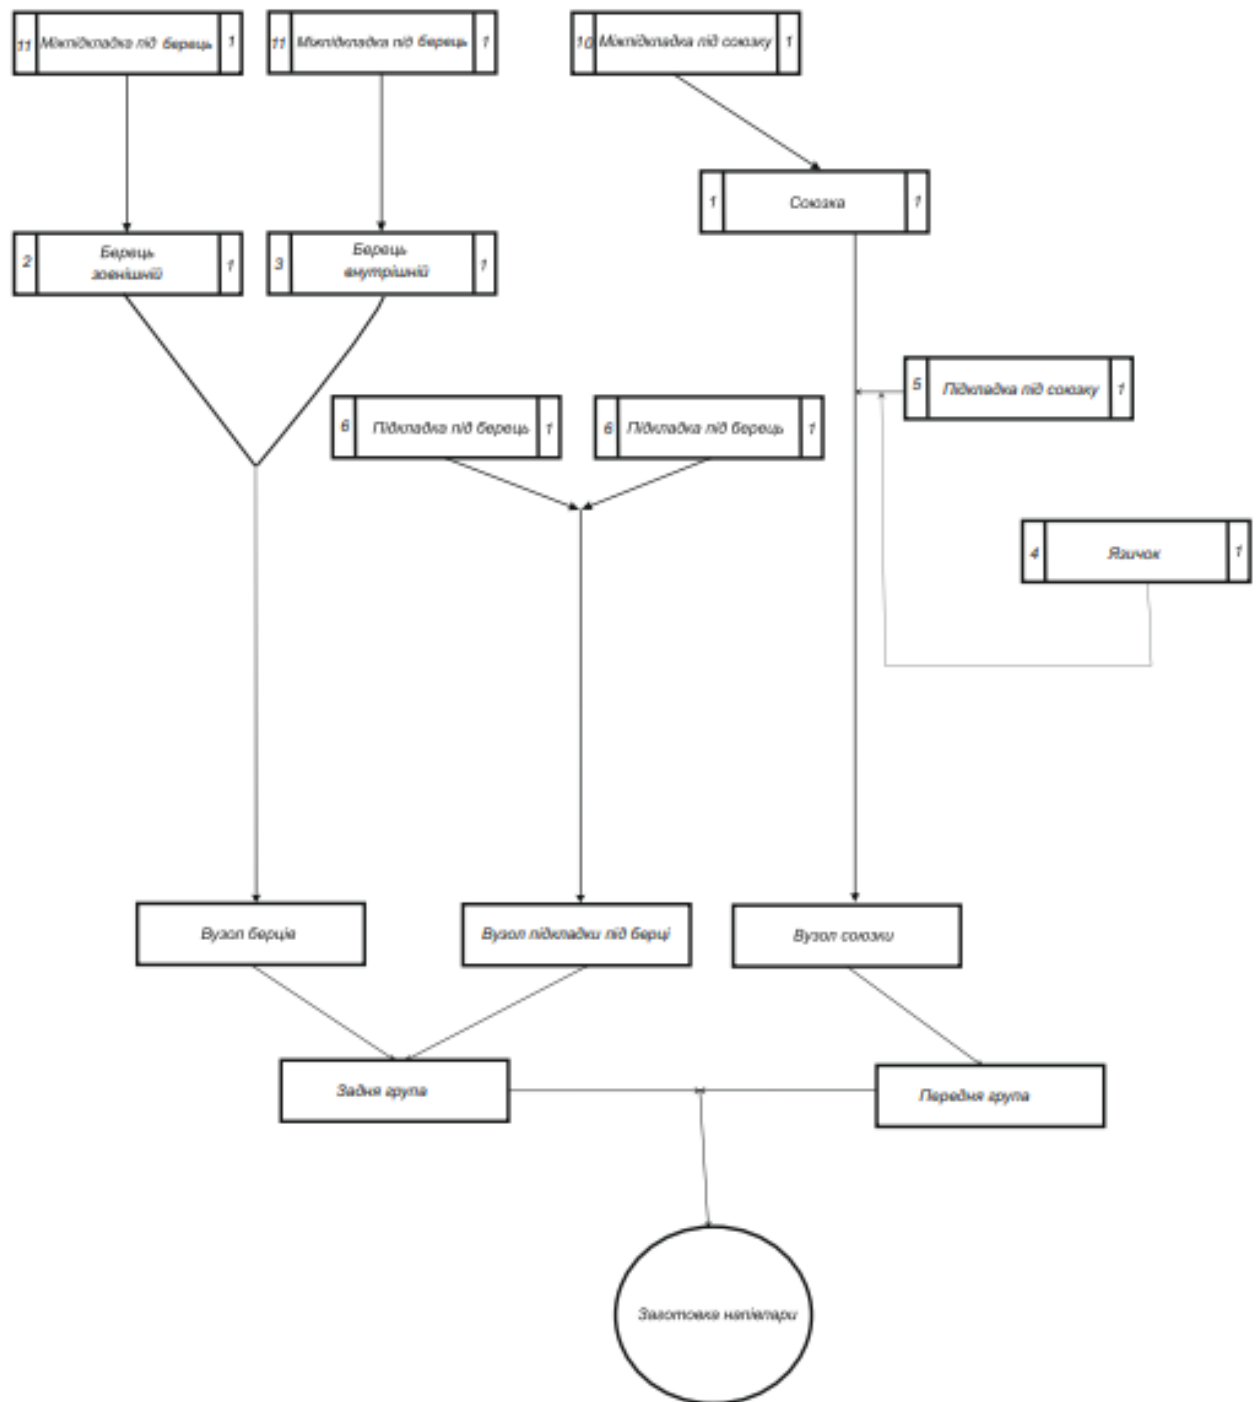 11 Міжпідкладка під берець 1
11 Міжпідкладка під берець 1
10 Міжпідкладка під союзку 1
1 Союзка 1
2 Берець
зовнішній 1
3 Берець
внутрішній 1
5 Підкладка під союзку 1
6 Підкладка під берець 1
6 Підкладка під берець 1
4 Язичок 1
Вузол берців
Вузол підкладки під берці
Вузол союзки
Задня група
Передня група
Заготовка напівпари